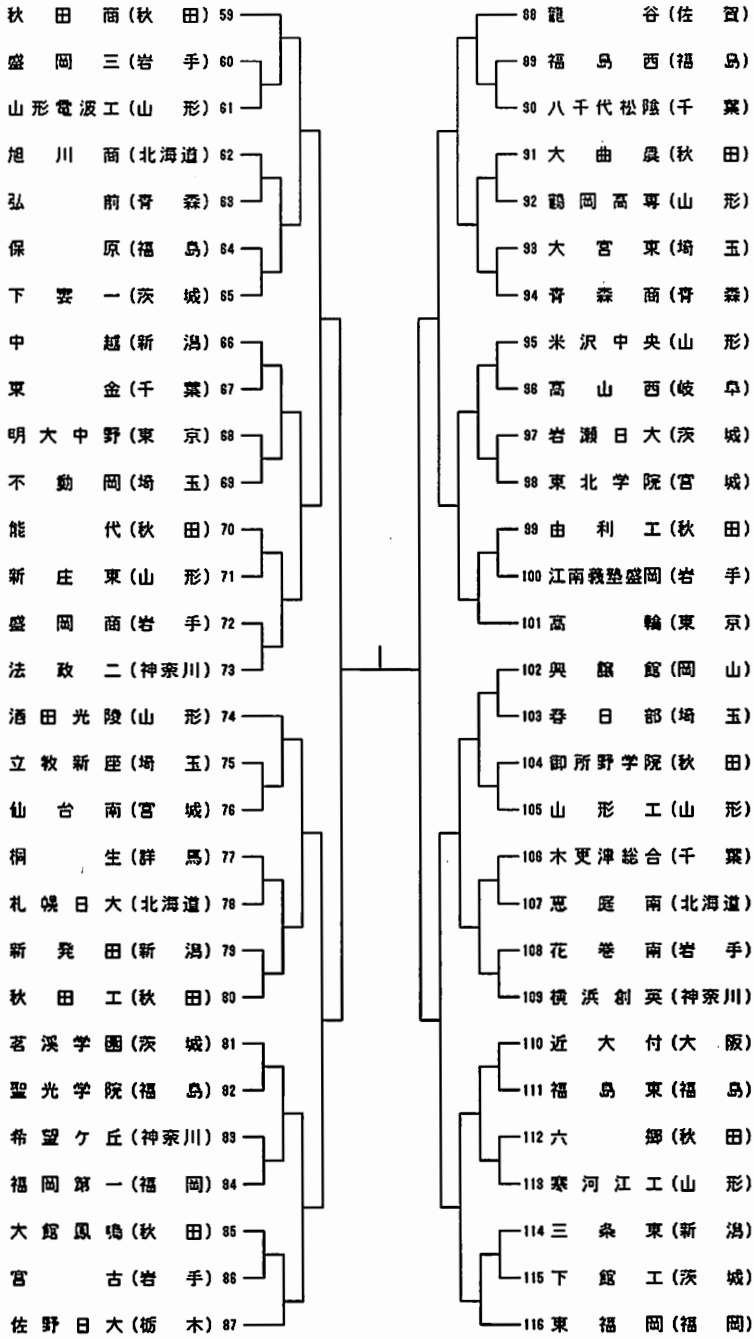 秋田商(秋田) 59
盛岡三(岩手) 60
山形電波工(山形) 61
旭川商(北海道) 62
弘前(青森) 63
保原(福島) 64
下妻一(茨城) 65
中越(新潟) 66
東金(千葉) 67
明大中野(東京) 68
不動岡(埼玉) 69
能代(秋田) 70
新庄東(山形) 71
盛岡商(岩手) 72
法政二(神奈川) 73
酒田光陵(山形) 74
立教新座(埼玉) 75
仙台南(宮城) 76
桐生(群馬) 77
札幌日大(北海道) 78
新発田(新潟) 79
秋田工(秋田) 80
茗溪学園(茨城) 81
聖光学院(福島) 82
希望ケ丘(神奈川) 83
福岡第一(福岡) 84
大館鳳鳴(秋田) 85
宮古(岩手) 86
佐野日大(栃木) 87
88 龍谷(佐賀)
89 福島西(福島)
90 八千代松陰(千葉)
91 大曲農(秋田)
92 鶴岡高専(山形)
93 大宮東(埼玉)
94 青森商(青森)
95 米沢中央(山形)
96 高山西(岐阜)
97 岩瀬日大(茨城)
98 東北学院(宮城)
99 由利工(秋田)
100 江南義塾盛岡(岩手)
101 高輪(東京)
102 興譲館(岡山)
103 春日部(埼玉)
104 御所野学院(秋田)
105 山形工(山形)
106 木更津総合(千葉)
107 恵庭南(北海道)
108 花巻南(岩手)
109 横浜創英(神奈川)
110 近大付(大阪)
111 福島東(福島)
112 六郷(秋田)
113 寒河江工(山形)
114 三条東(新潟)
115 下館工(茨城)
116 東福岡(福岡)